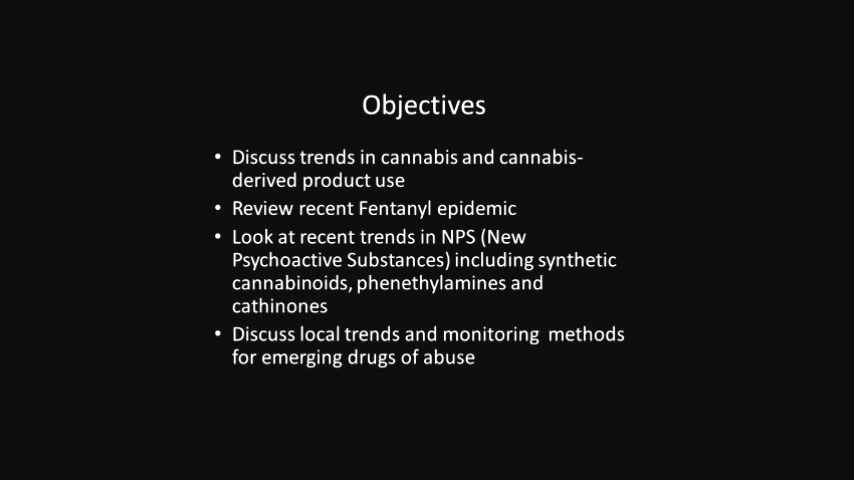 Objectives
• Discuss trends in cannabis and cannabis-
derived product use
• Review recent Fentanyl epidemic
• Look at recent trends in NPS (New
Psychoactive Substances) including synthetic
cannabinoids, phenethylamines and
cathinones
• Discuss local trends and monitoring  methods
for emerging drugs of abuse